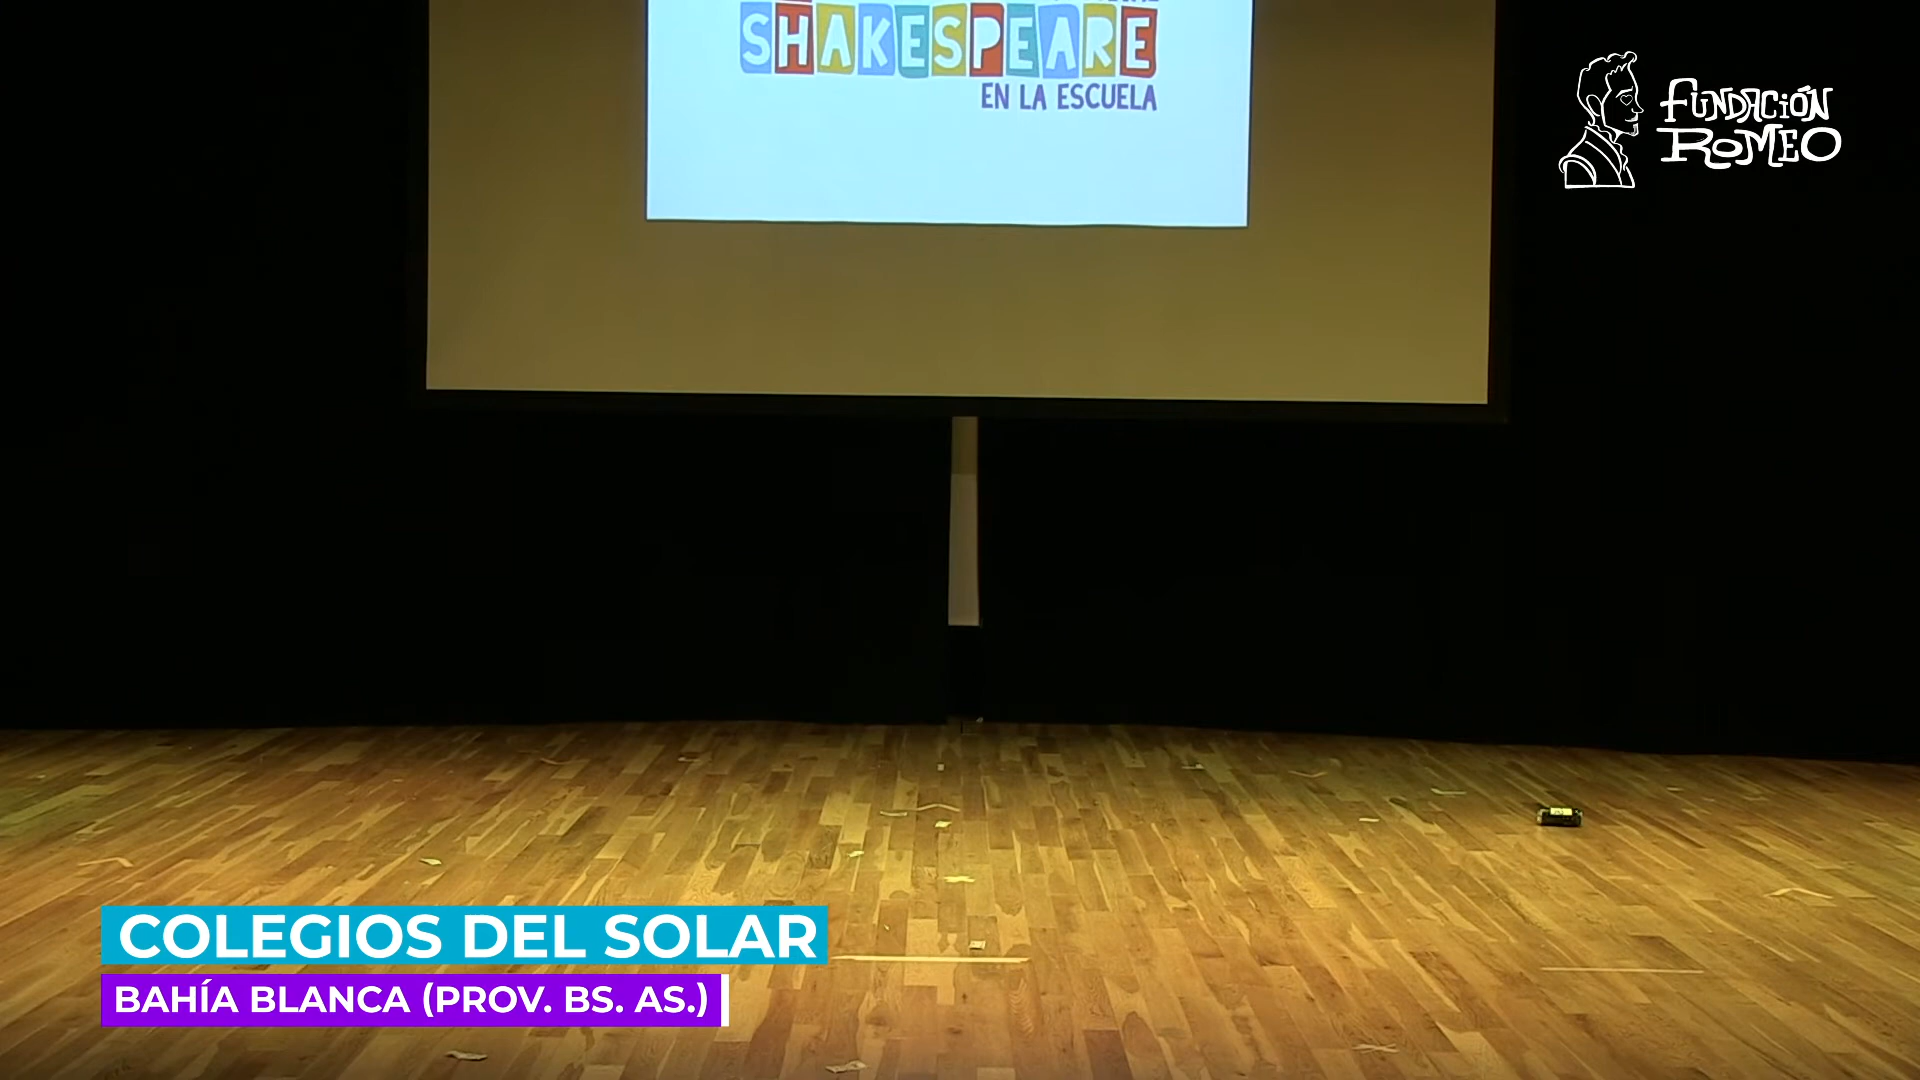 SHAKESPEARE
EN LA ESCUELA
FUNDACIÓN
ROMEO
COLEGIOS DEL SOLAR
BAHÍA BLANCA (PROV. BS. AS.)